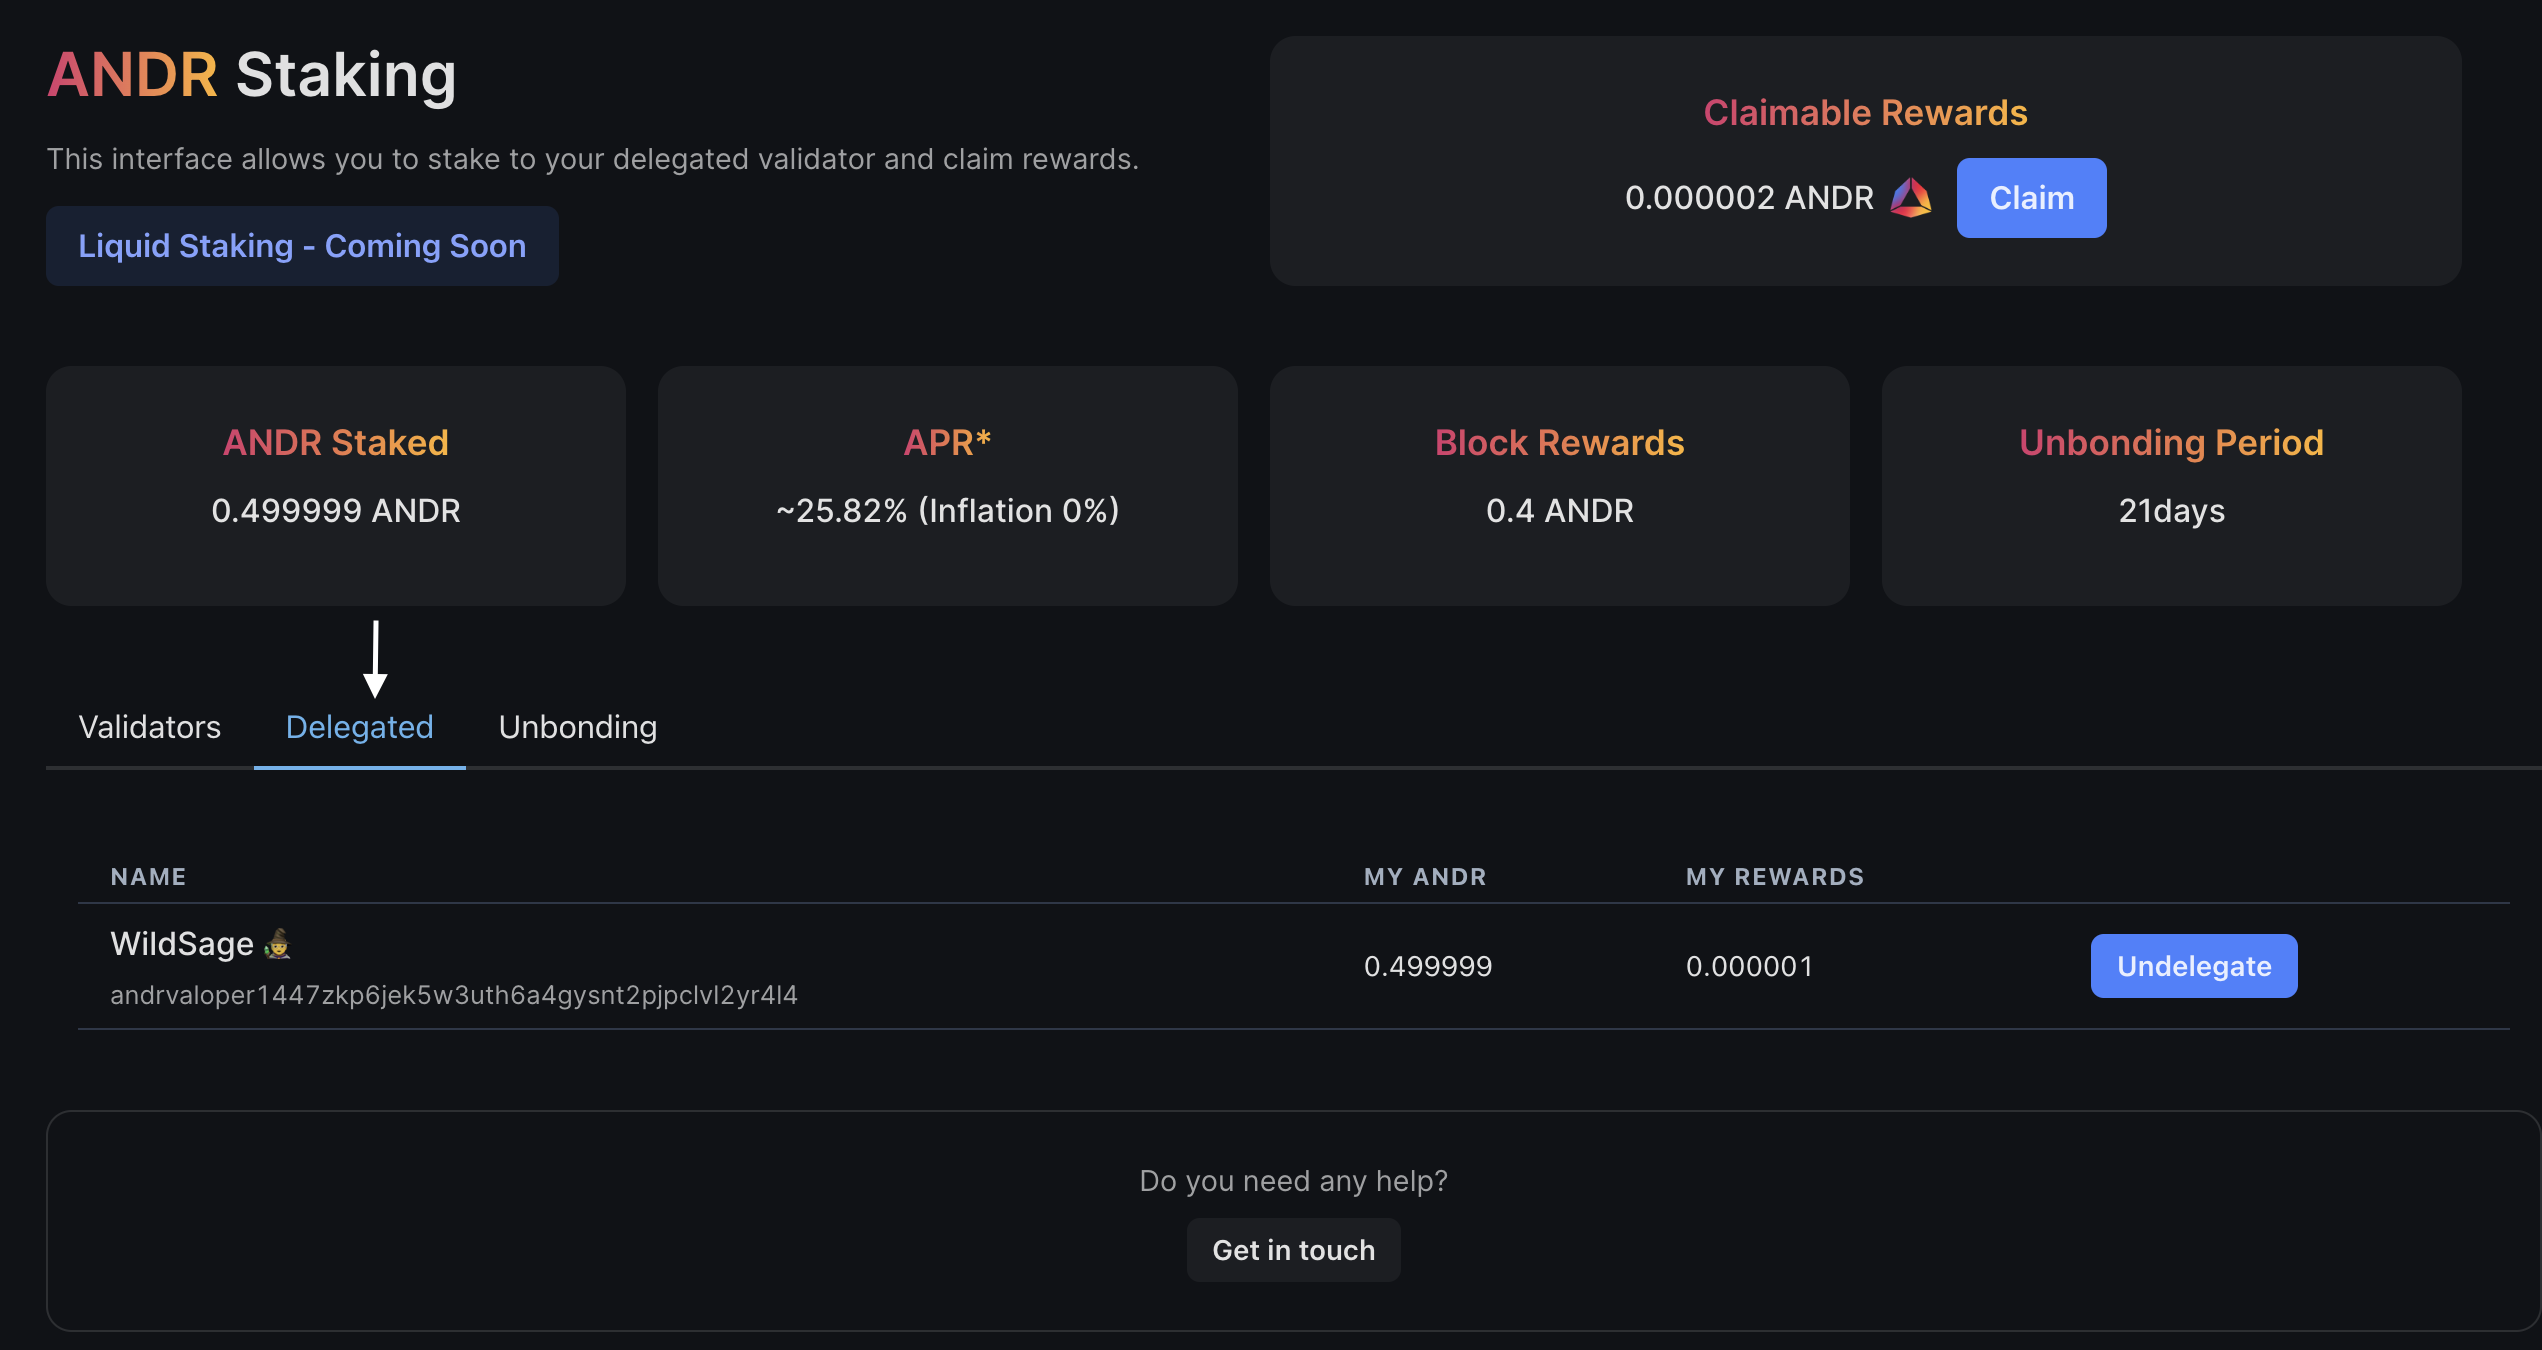 ANDR Staking
This interface allows you to stake to your delegated validator and claim rewards.
Liquid Staking - Coming Soon
Claimable Rewards
0.000002 ANDR
Claim
ANDR Staked
0.499999 ANDR
APR*
~25.82% (Inflation 0%)
Block Rewards
0.4 ANDR
Unbonding Period
21days
Validators Delegated Unbonding
NAME MY ANDR MY REWARDS
WildSage 🧙
andrvaloper1447zkp6jek5w3uth6a4gysnt2pjpclvl2yr4l4
0.499999 0.000001 Undelegate
Do you need any help?
Get in touch